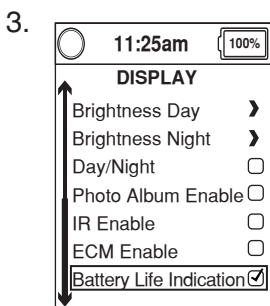 3.
11:25am 100%
DISPLAY
Brightness Day
Brightness Night
Day/Night
Photo Album Enable
IR Enable
ECM Enable
Battery Life Indication